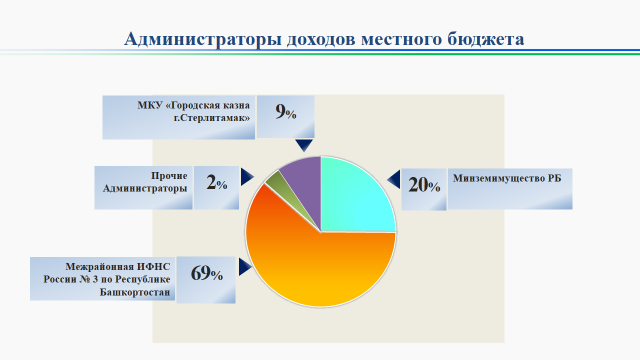 Администраторы доходов местного бюджета
МКУ «Городская казна
г.Стерлитамак»
9%
Прочие
Администраторы
2%
20%
Минземимущество РБ
Межрайонная ИФНС
России № 3 по Республике
Башкортостан
69%